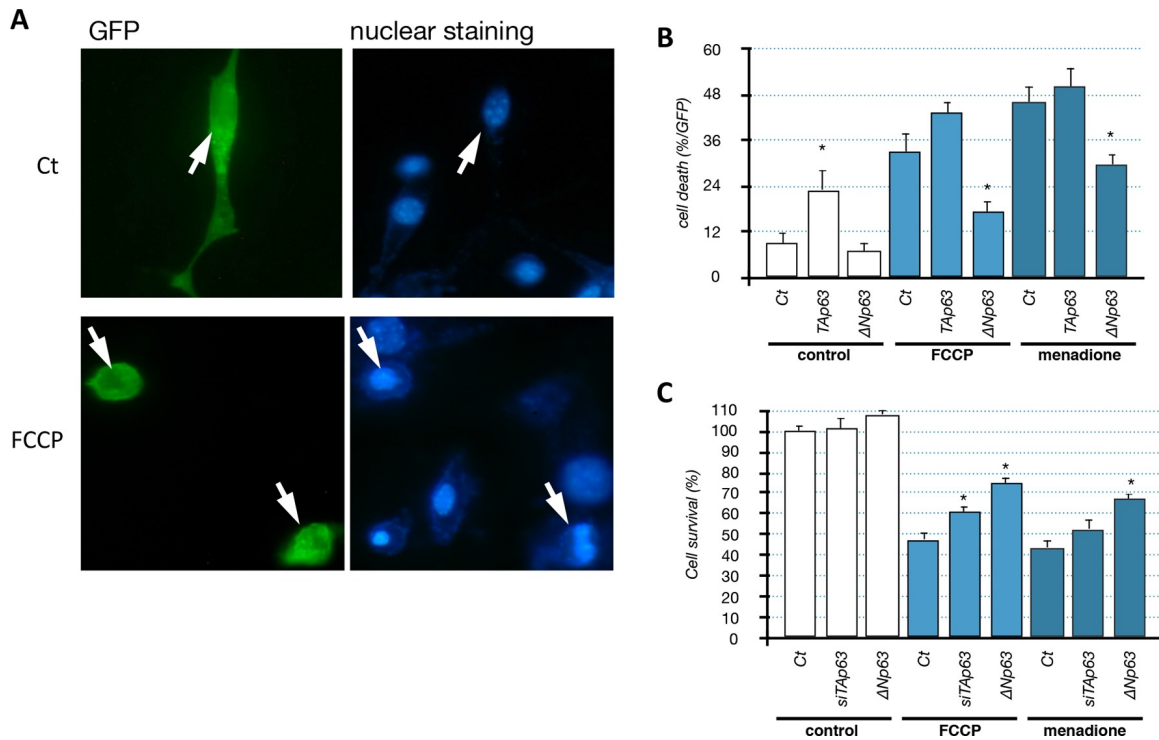 A
GFP
nuclear staining
Ct
FCCP
B
cell death (%/GFP)
60
48
36
24
12
0
*
*
*
Ct
TAp63
ΔNp63
Ct
TAp63
ΔNp63
Ct
TAp63
ΔNp63
control
FCCP
menadione
C
Cell survival (%)
110
100
90
80
70
60
50
40
30
20
10
0
*
*
*
Ct
siTAp63
ΔNp63
Ct
siTAp63
ΔNp63
Ct
siTAp63
ΔNp63
control
FCCP
menadione